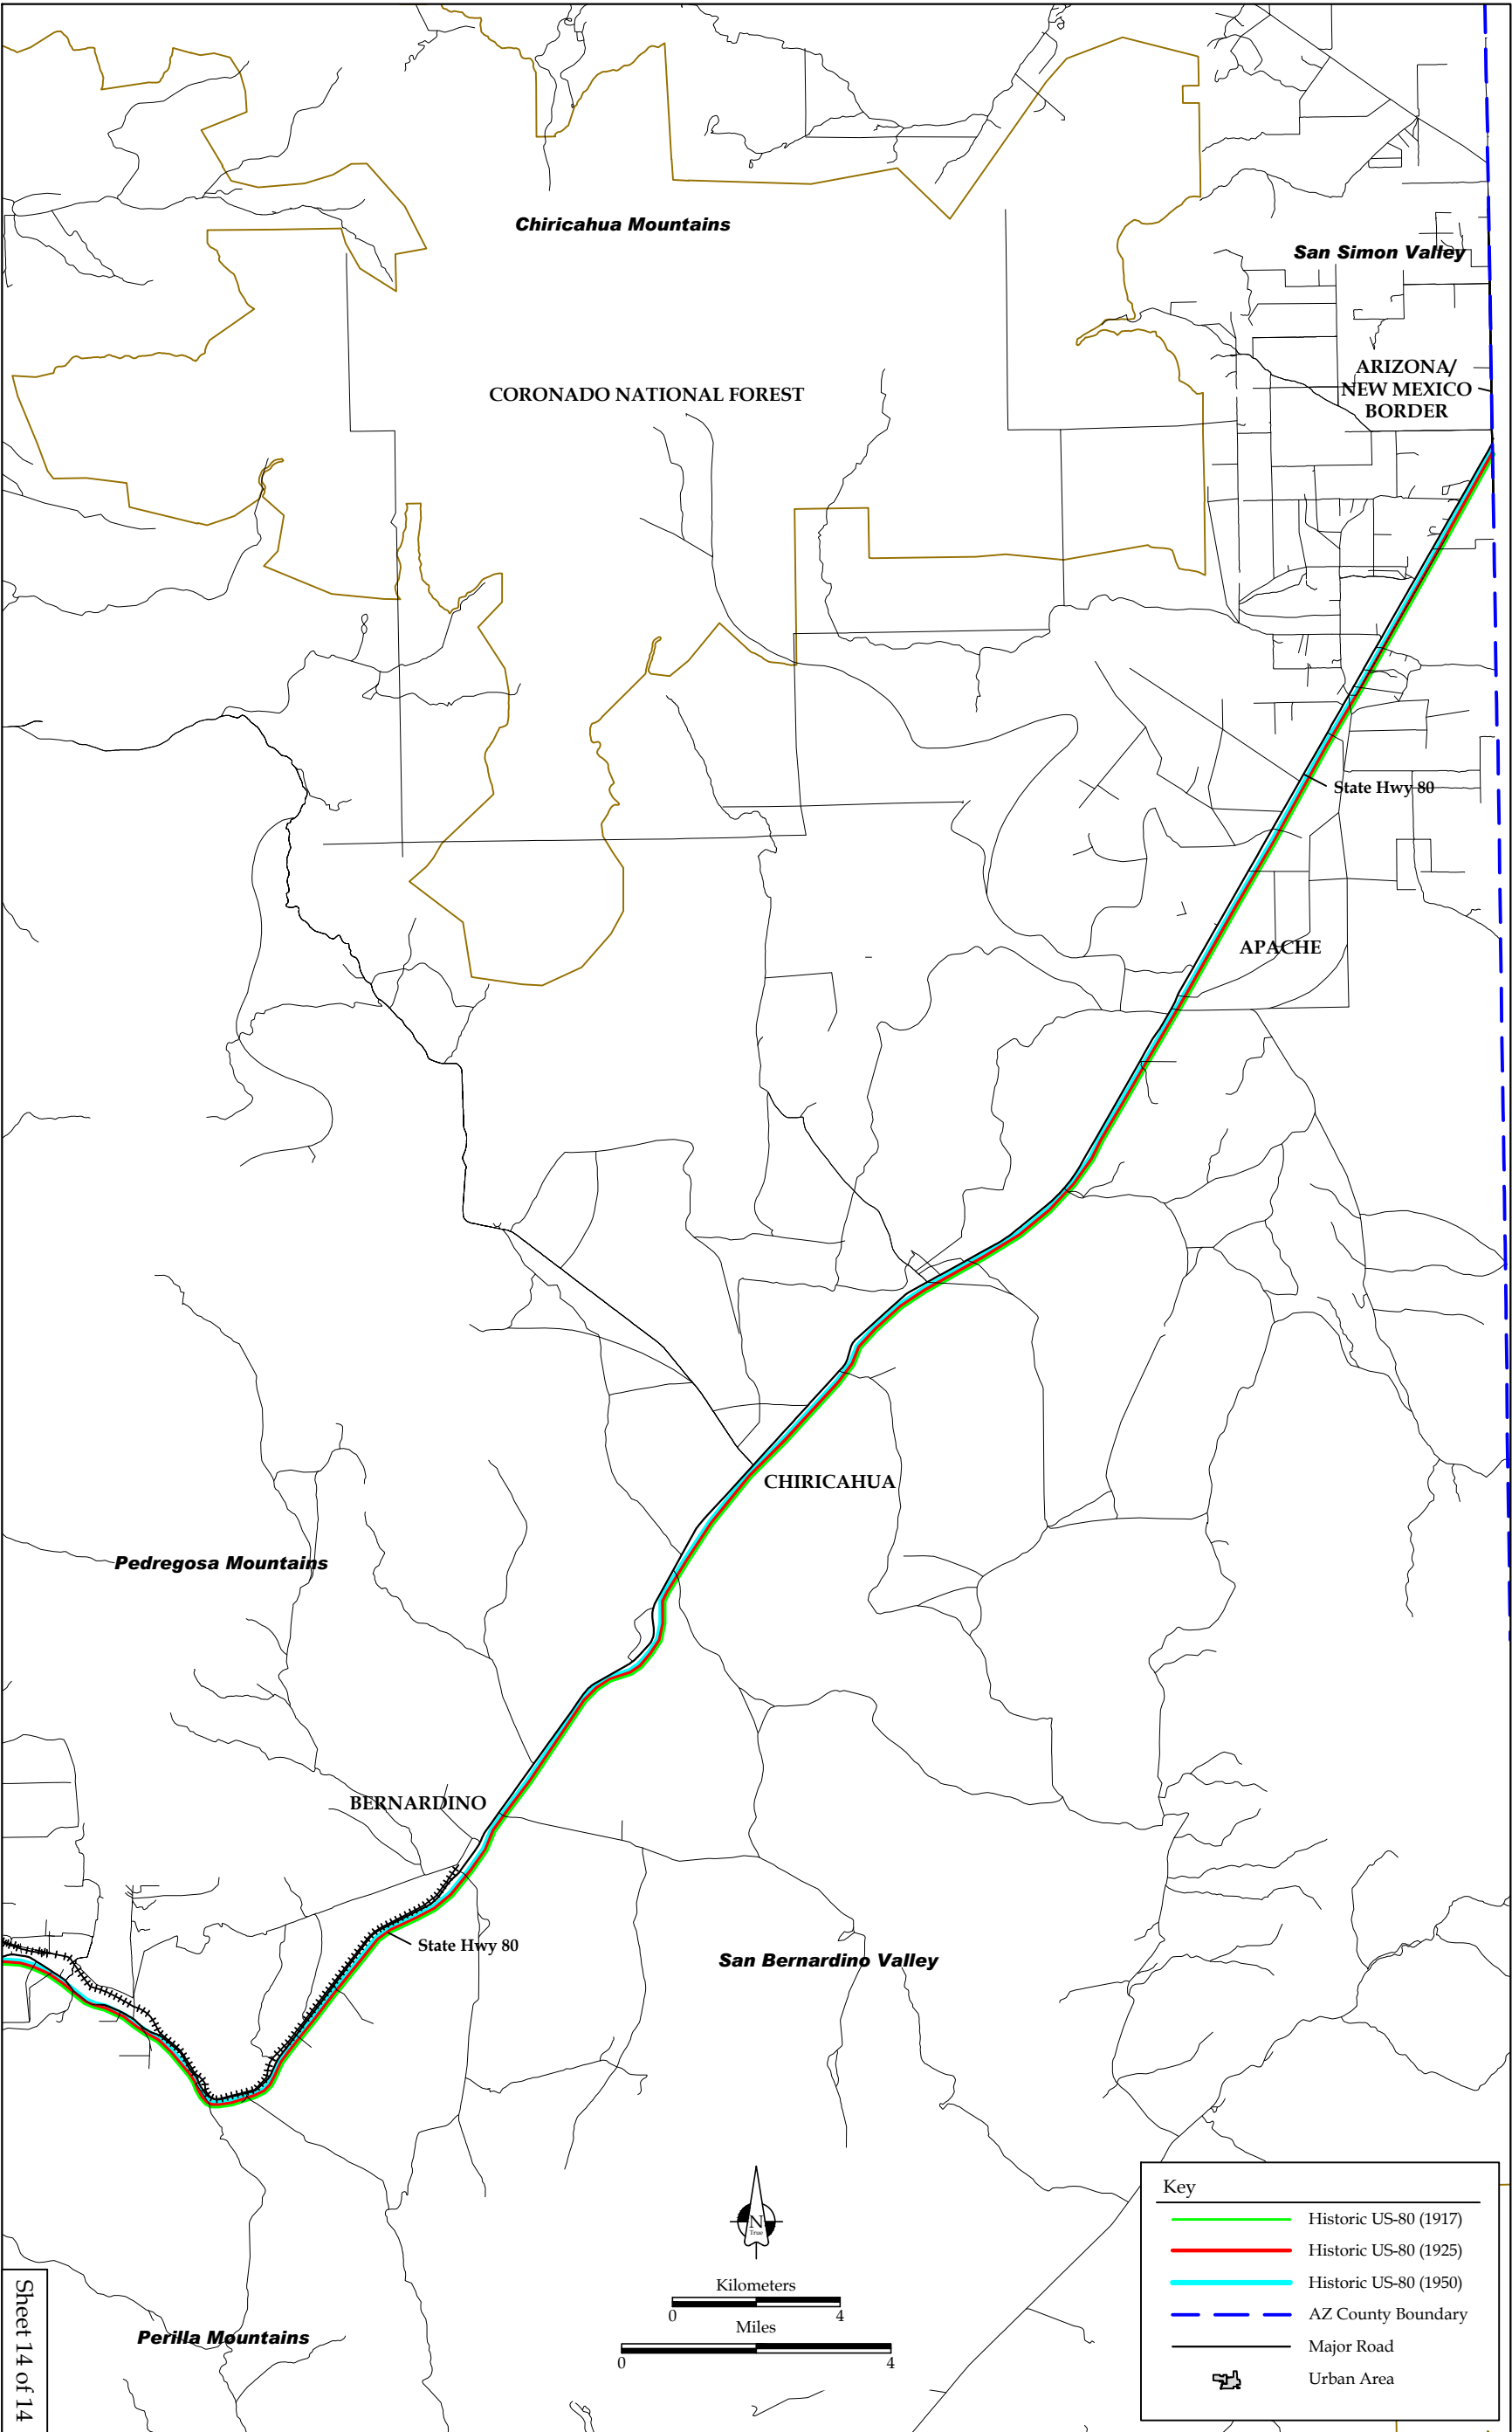 Chiricahua Mountains
San Simon Valley
ARIZONA/
NEW MEXICO
BORDER
CORONADO NATIONAL FOREST
State Hwy 80
APACHE
CHIRICAHUA
Pedregosa Mountains
BERNARDINO
State Hwy 80
San Bernardino Valley
N
True
Kilometers
0 4
Miles
0 4
Perilla Mountains
Sheet 14 of 14
Key
Historic US-80 (1917)
Historic US-80 (1925)
Historic US-80 (1950)
AZ County Boundary
Major Road
Urban Area